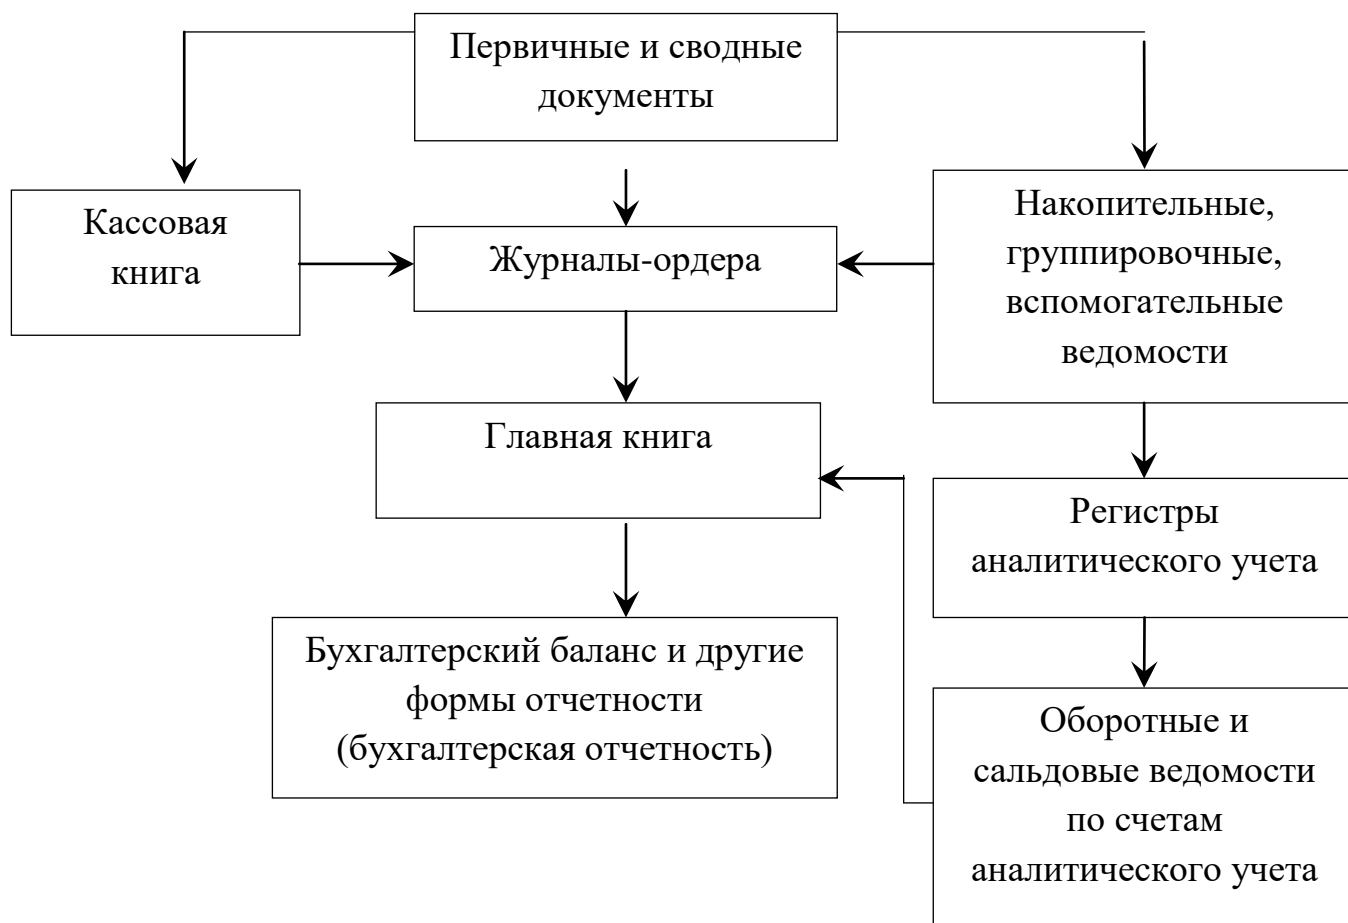 Первичные и сводные
документы
Кассовая
книга
Журналы-ордера
Накопительные,
группировочные,
вспомогательные
ведомости
Главная книга
Регистры
аналитического учета
Бухгалтерский баланс и другие
формы отчетности
(бухгалтерская отчетность)
Оборотные и
сальдовые ведомости
по счетам
аналитического учета